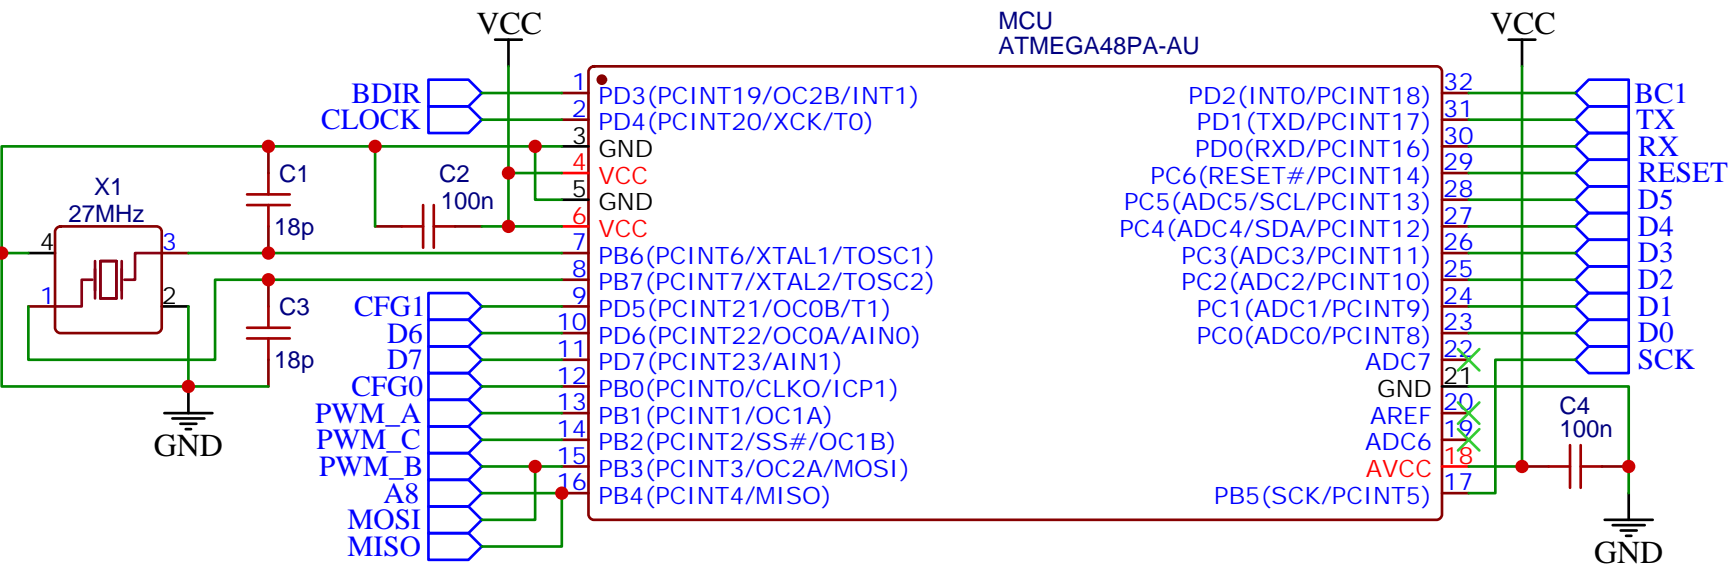 VCC
MCU
ATMEGA48PA-AU
VCC
BDIR
CLOCK
1
2
3
4
5
6
7
8
9
10
11
12
13
14
15
16
PD3(PCINT19/OC2B/INT1)
PD4(PCINT20/XCK/T0)
GND
VCC
GND
VCC
PB6(PCINT6/XTAL1/TOSC1)
PB7(PCINT7/XTAL2/TOSC2)
PD5(PCINT21/OC0B/T1)
PD6(PCINT22/OC0A/AIN0)
PD7(PCINT23/AIN1)
PB0(PCINT0/CLKO/ICP1)
PB1(PCINT1/OC1A)
PB2(PCINT2/SS#/OC1B)
PB3(PCINT3/OC2A/MOSI)
PB4(PCINT4/MISO)
PD2(INT0/PCINT18)
PD1(TXD/PCINT17)
PD0(RXD/PCINT16)
PC6(RESET#/PCINT14)
PC5(ADC5/SCL/PCINT13)
PC4(ADC4/SDA/PCINT12)
PC3(ADC3/PCINT11)
PC2(ADC2/PCINT10)
PC1(ADC1/PCINT9)
PC0(ADC0/PCINT8)
ADC7
GND
AREF
ADC6
AVCC
PB5(SCK/PCINT5)
32
31
30
29
28
27
26
25
24
23
22
21
20
19
18
17
BC1
TX
RX
RESET
D5
D4
D3
D2
D1
D0
SCK
C1
18p
C2
100n
X1
27MHz
4
3
1
2
C3
18p
GND
CFG1
D6
D7
CFG0
PWM_A
PWM_C
PWM_B
A8
MOSI
MISO
C4
100n
GND